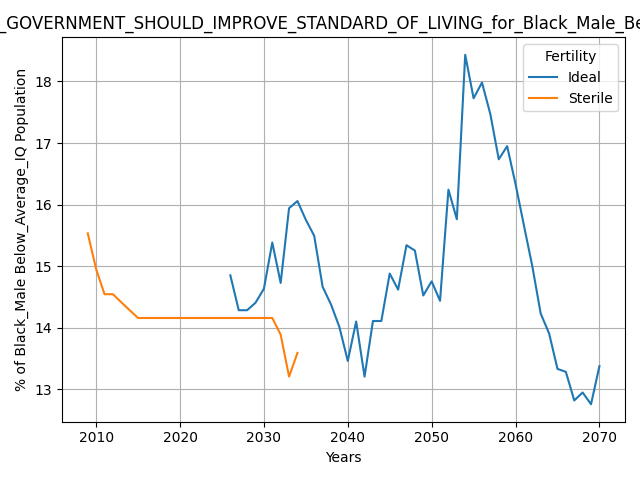 _GOVERNMENT_SHOULD_IMPROVE_STANDARD_OF_LIVING_for_Black_Male_Be
Fertility
Ideal
Sterile
% of Black_Male Below_Average_IQ Population
18
17
16
15
14
13
2010 2020 2030 2040 2050 2060 2070
Years